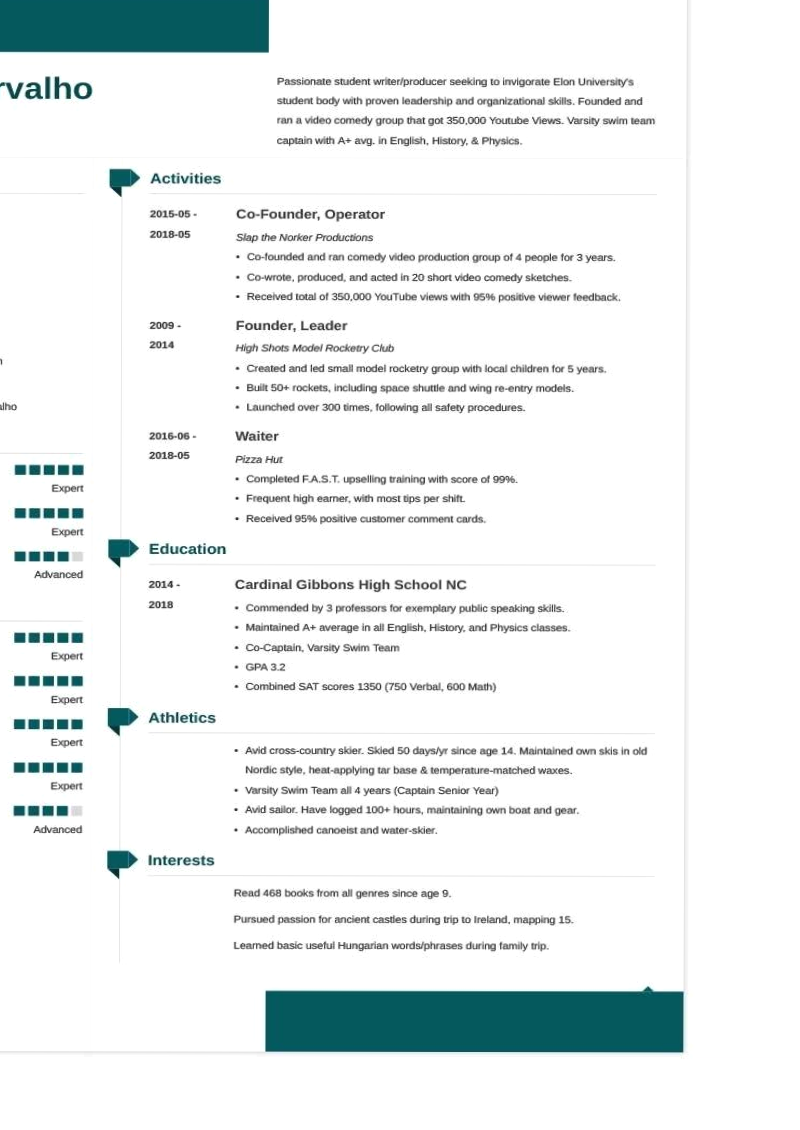 rvalho
Passionate student writer/producer seeking to invigorate Elon University's
student body with proven leadership and organizational skills. Founded and
ran a video comedy group that got 350,000 Youtube Views. Varsity swim team
captain with A+ avg. in English, History, & Physics.
n
alho
Expert
Expert
Advanced
Expert
Expert
Expert
Expert
Advanced
Activities
2015-05 -
2018-05
Co-Founder, Operator
Slap the Norker Productions
• Co-founded and ran comedy video production group of 4 people for 3 years.
• Co-wrote, produced, and acted in 20 short video comedy sketches.
• Received total of 350,000 YouTube views with 95% positive viewer feedback.
2009 -
2014
Founder, Leader
High Shots Model Rocketry Club
• Created and led small model rocketry group with local children for 5 years.
• Built 50+ rockets, including space shuttle and wing re-entry models.
• Launched over 300 times, following all safety procedures.
2016-06 -
2018-05
Waiter
Pizza Hut
• Completed F.A.S.T. upselling training with score of 99%.
• Frequent high earner, with most tips per shift.
• Received 95% positive customer comment cards.
Education
2014 -
2018
Cardinal Gibbons High School NC
• Commended by 3 professors for exemplary public speaking skills.
• Maintained A+ average in all English, History, and Physics classes.
• Co-Captain, Varsity Swim Team
• GPA 3.2
• Combined SAT scores 1350 (750 Verbal, 600 Math)
Athletics
• Avid cross-country skier. Skied 50 days/yr since age 14. Maintained own skis in old
Nordic style, heat-applying tar base & temperature-matched waxes.
• Varsity Swim Team all 4 years (Captain Senior Year)
• Avid sailor. Have logged 100+ hours, maintaining own boat and gear.
• Accomplished canoeist and water-skier.
Interests
Read 468 books from all genres since age 9.
Pursued passion for ancient castles during trip to Ireland, mapping 15.
Learned basic useful Hungarian words/phrases during family trip.